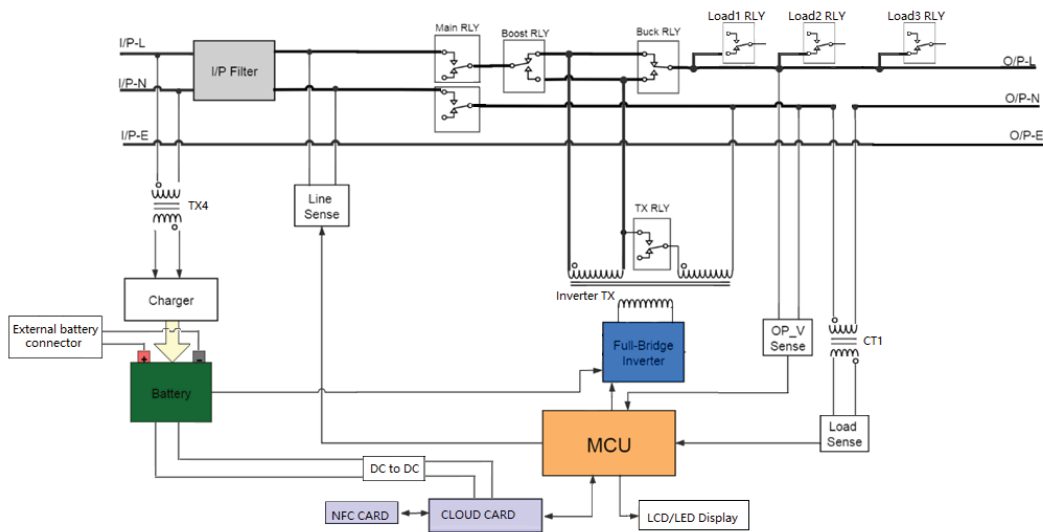 Load1 RLY
Load2 RLY
Load3 RLY
Main RLY
Boost RLY
Buck RLY
I/P-L
I/P Filter
O/P-L
I/P-N
O/P-N
I/P-E
O/P-E
TX4
Line
Sense
TX RLY
Charger
Inverter TX
External battery
connector
+
−
Full-Bridge
Inverter
OP_V
Sense
CT1
Battery
MCU
Load
Sense
DC to DC
NFC CARD
CLOUD CARD
LCD/LED Display